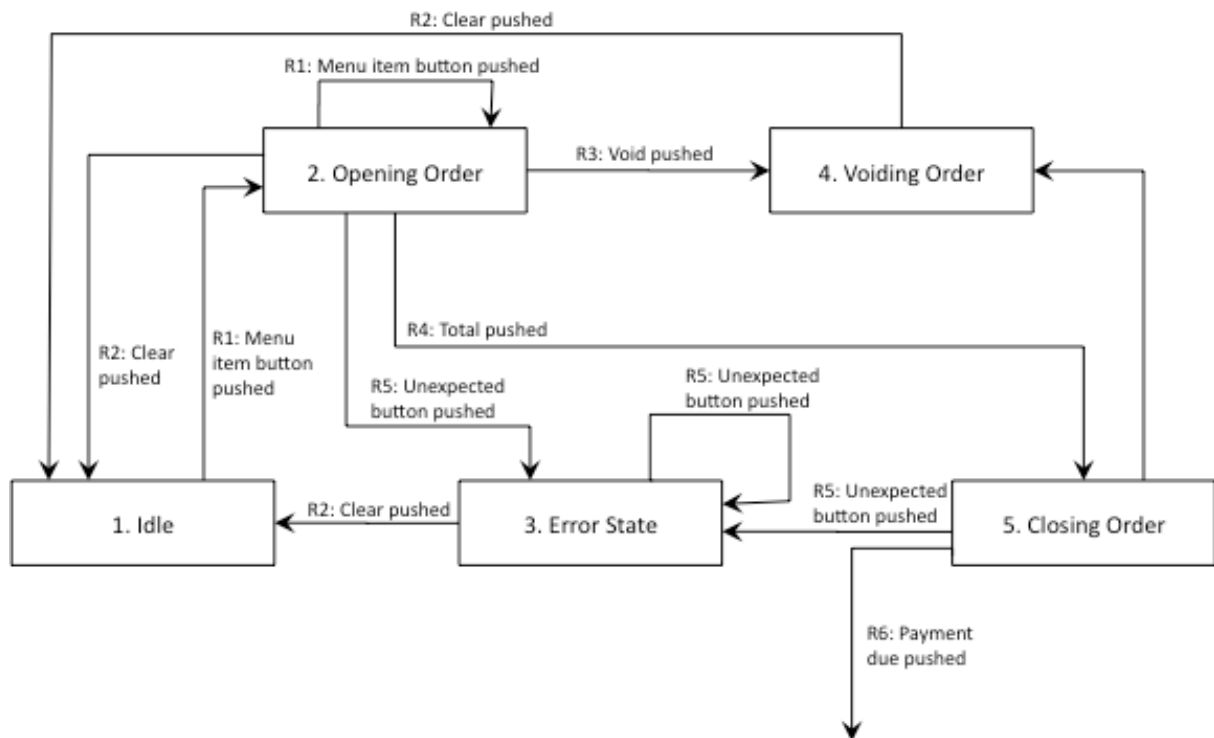 R2: Clear pushed
R1: Menu item button pushed
2. Opening Order
R3: Void pushed
4. Voiding Order
R4: Total pushed
R2: Clear
pushed
R1: Menu
item button
pushed
R5: Unexpected
button pushed
R5: Unexpected
button pushed
1. Idle
R2: Clear pushed
3. Error State
R5: Unexpected
button pushed
5. Closing Order
R6: Payment
due pushed